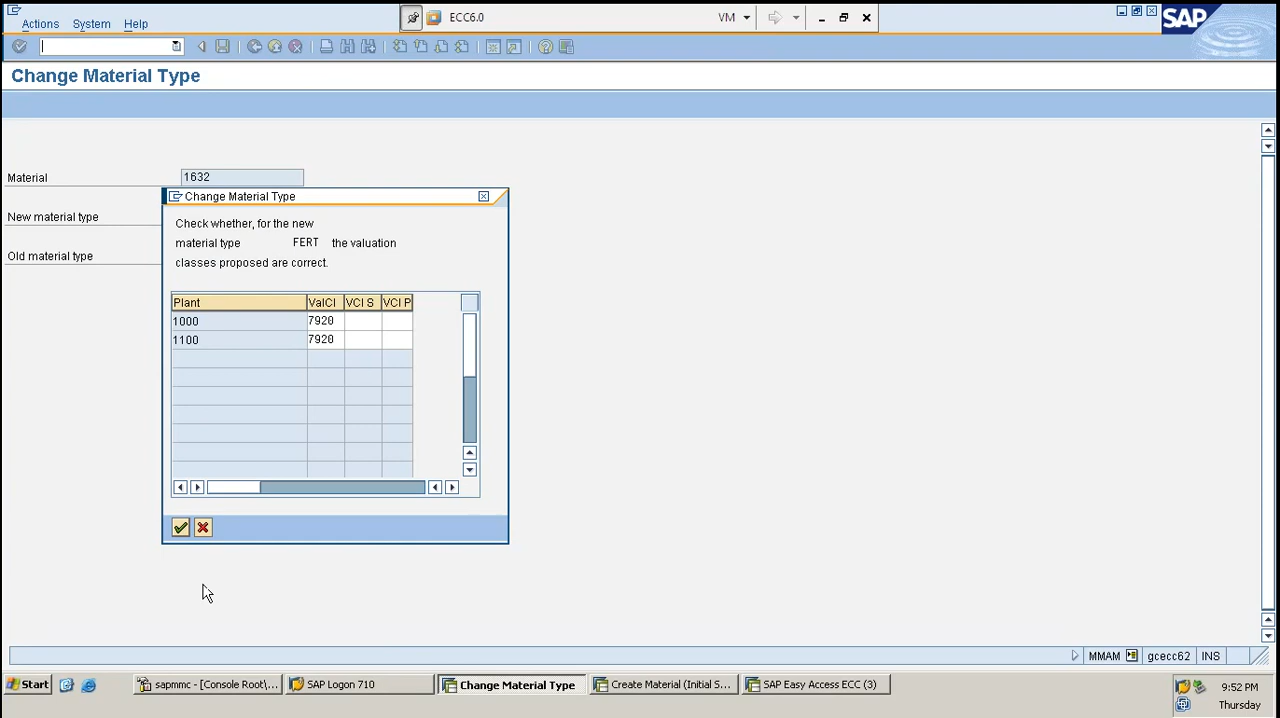 ECC6.0
VM
Actions System Help
SAP
Change Material Type
Material 1632
New material type
Old material type
Change Material Type
Check whether, for the new
material type FERT the valuation
classes proposed are correct.
Plant ValCl VCl S VCl P
1000 7920
1100 7920
MMAM gcecc62 INS
Start sapmmc - [Console Root\... SAP Logon 710 Change Material Type Create Material (Initial S... SAP Easy Access ECC (3) 9:52 PM
Thursday